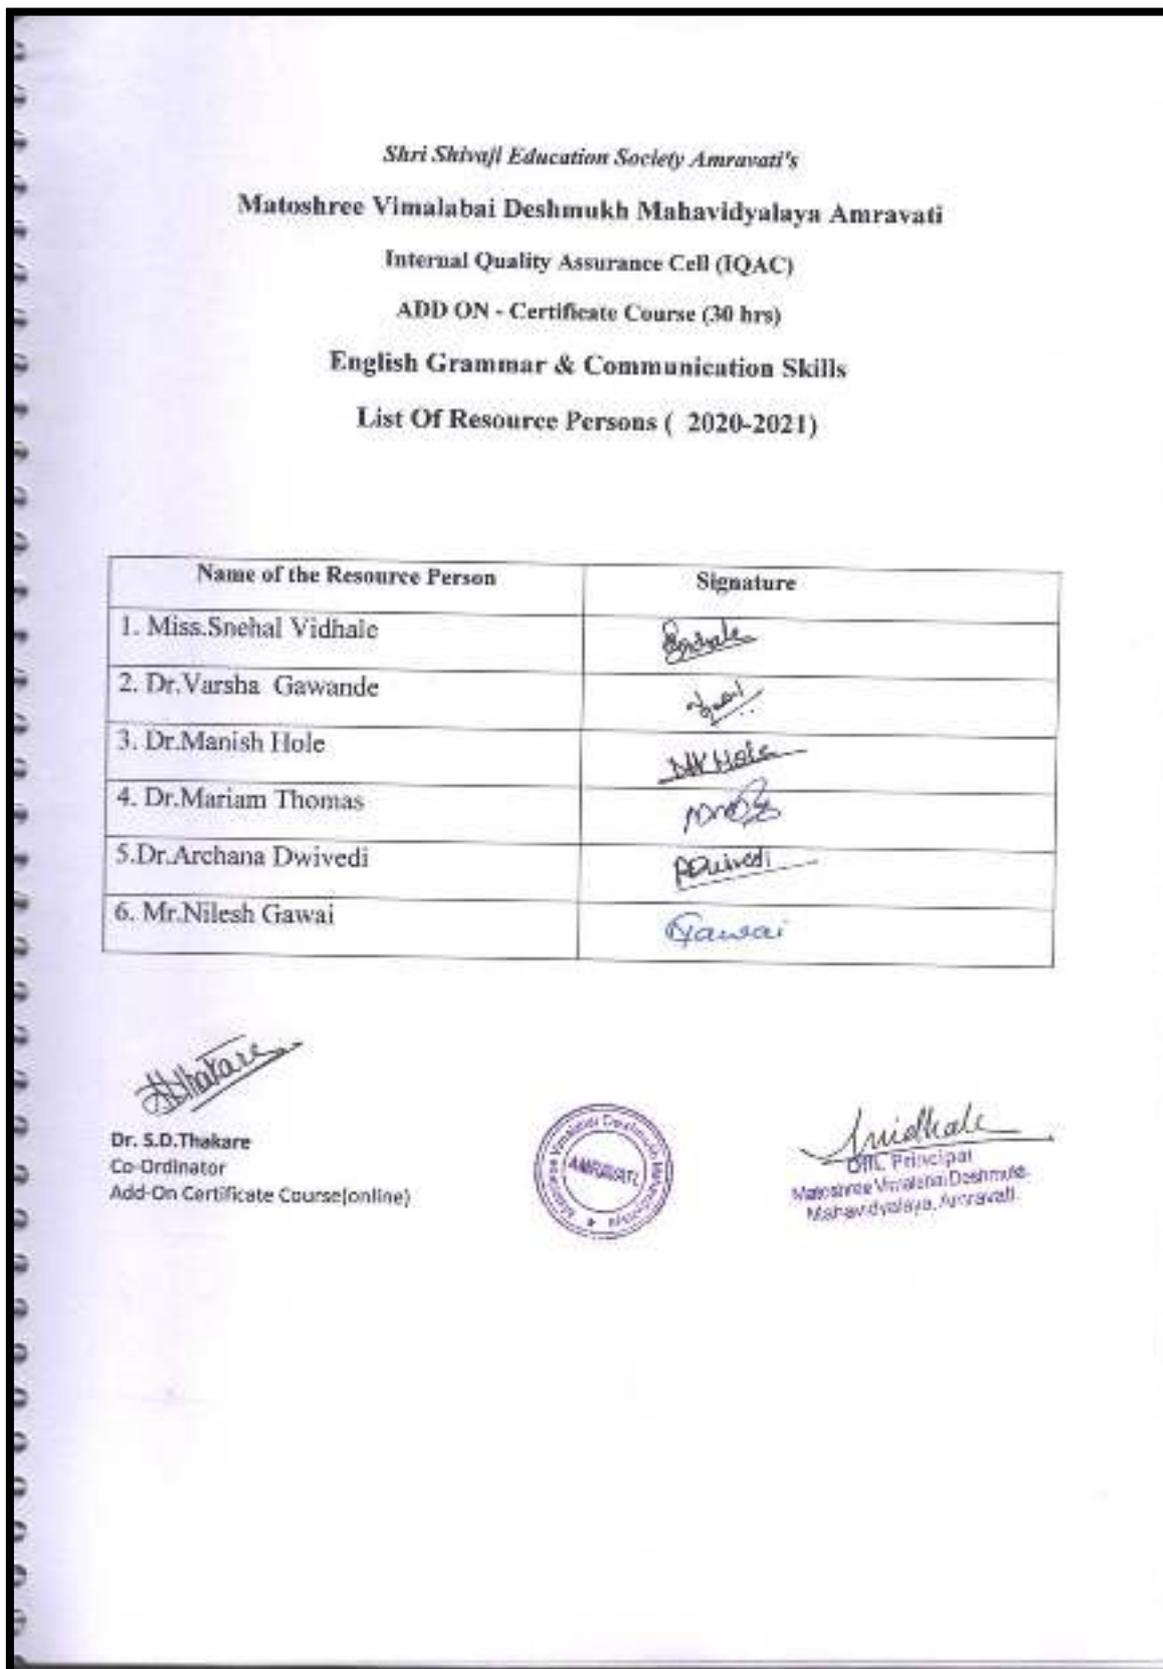 Shri Shivaji Education Society Amravati's
Matoshree Vimalabai Deshmukh Mahavidyalaya Amravati
Internal Quality Assurance Cell (IQAC)
ADD ON - Certificate Course (30 hrs)
English Grammar & Communication Skills
List Of Resource Persons ( 2020-2021)
Name of the Resource Person Signature
1. Miss.Snehal Vidhale
2. Dr.Varsha Gawande
3. Dr.Manish Hole MKHole
4. Dr.Mariam Thomas
5.Dr.Archana Dwivedi ADwivedi
6. Mr.Nilesh Gawai Gawai
Dr. S.D.Thakare
Co-Ordinator
Add-On Certificate Course(online)
AMRAVATI
Offi. Principal
Matoshree Vimalabai Deshmukh
Mahavidyalaya, Amravati.